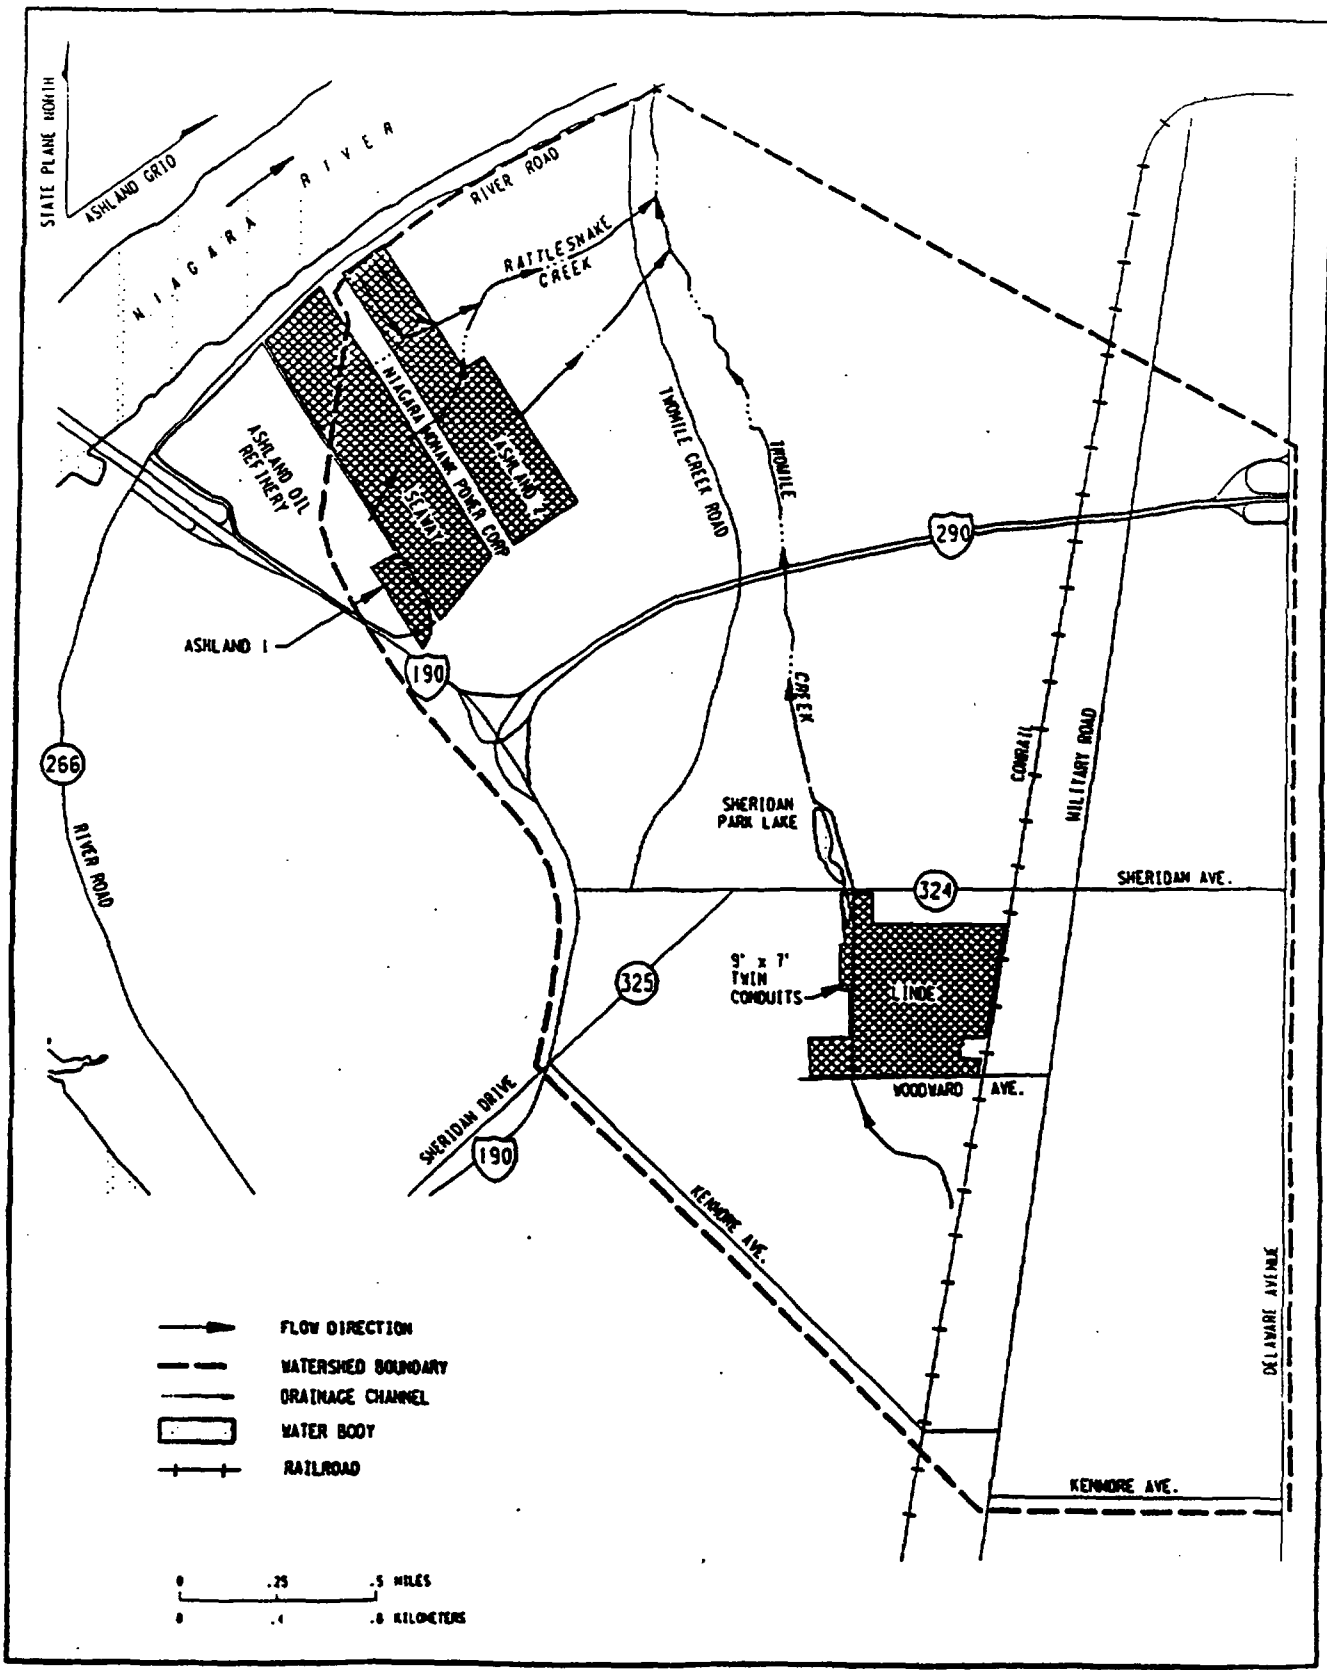 STATE PLANE NORTH
ASHLAND GRID
NIAGARA RIVER
RIVER ROAD
RATTLESNAKE
CREEK
NIAGARA MOHAWK POWER CORP
ASHLAND 2
SEAWAY
ASHLAND OIL
REFINERY
TWOMILE CREEK ROAD
TWOMILE
CREEK
290
ASHLAND 1
190
266
RIVER ROAD
CONRAIL
MILITARY ROAD
SHERIDAN
PARK LAKE
324
SHERIDAN AVE.
325
9' x 7'
TWIN
CONDUITS
LINDE
WOODWARD AVE.
SHERIDAN DRIVE
190
KENMORE AVE.
DELAWARE AVENUE
KENMORE AVE.
FLOW DIRECTION
WATERSHED BOUNDARY
DRAINAGE CHANNEL
WATER BODY
RAILROAD
0 .25 .5 MILES
0 .4 .8 KILOMETERS